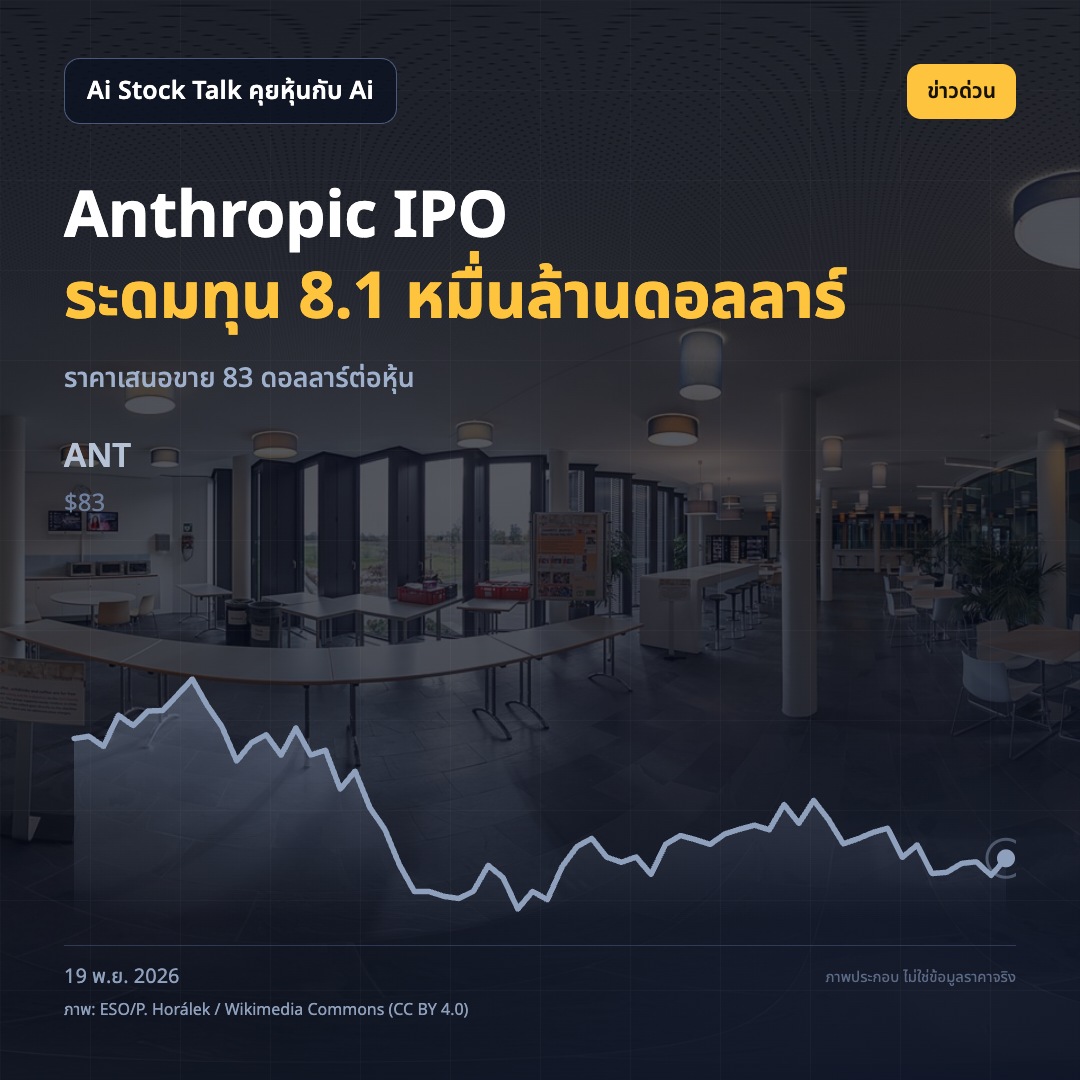 Ai Stock Talk คุยหุ้นกับ Ai
ข่าวด่วน
Anthropic IPO
ระดมทุน 8.1 หมื่นล้านดอลลาร์
ราคาเสนอขาย 83 ดอลลาร์ต่อหุ้น
ANT
$83
19 พ.ย. 2026
ภาพประกอบ ไม่ใช่ข้อมูลราคาจริง
ภาพ: ESO/P. Horálek / Wikimedia Commons (CC BY 4.0)